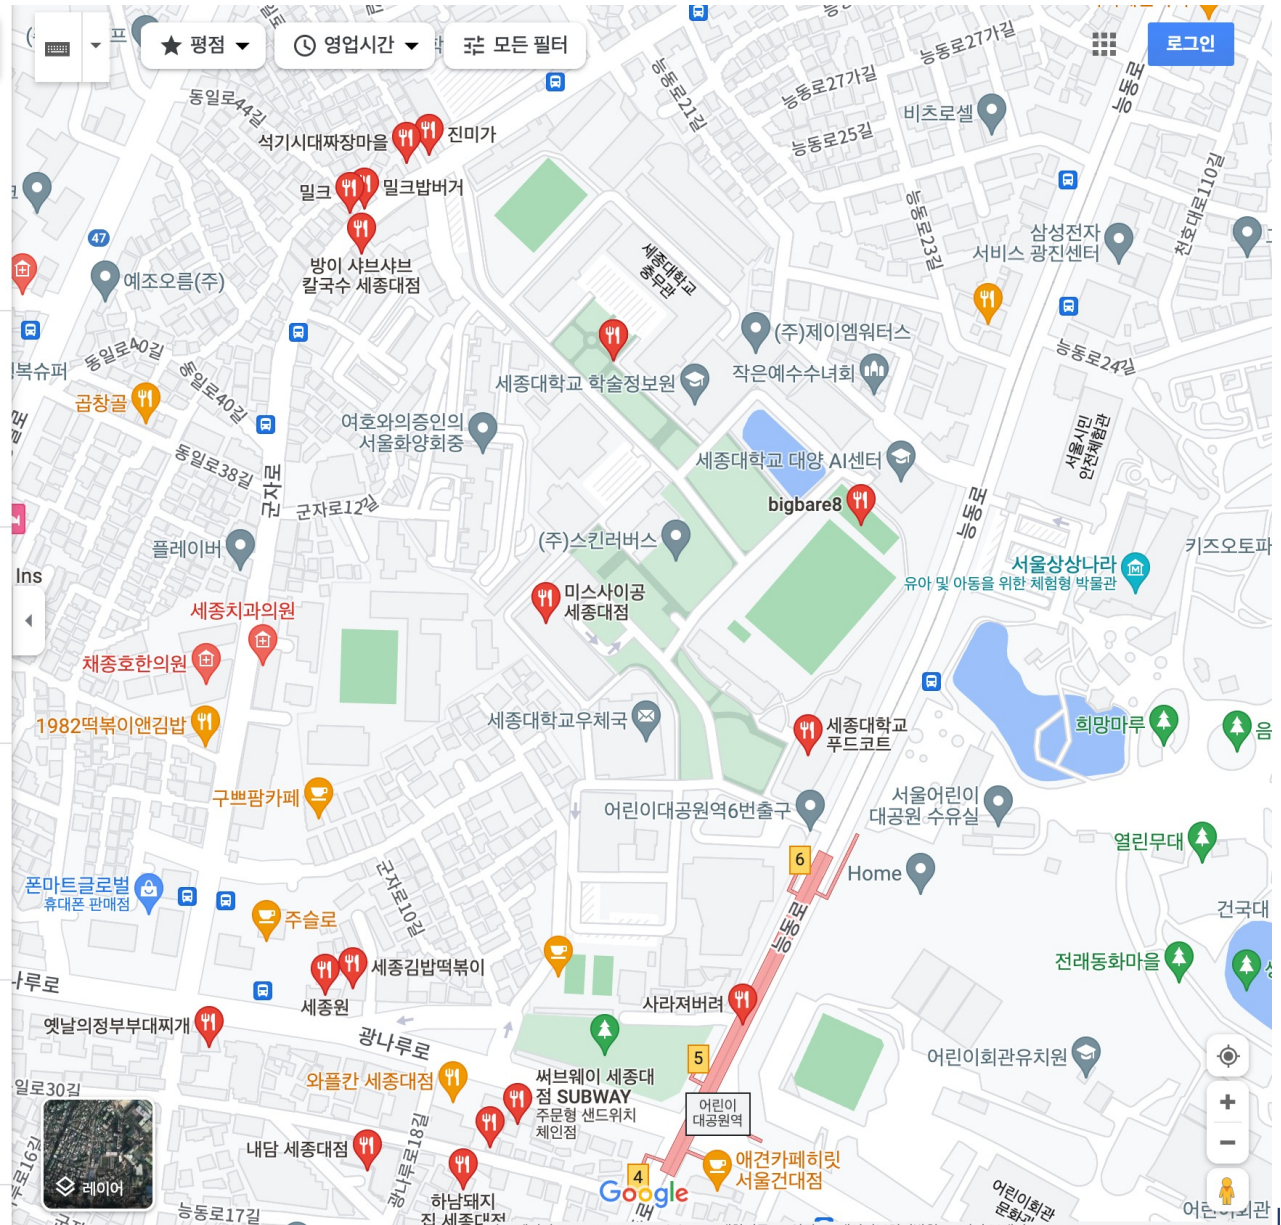 평점
영업시간
모든 필터
로그인
능동로27가길
능동로27가길
능동로25길
능동로21길
능동로
동일로44길
비츠로셀
석기시대짜장마을
진미가
밀크
밀크밥버거
방이 샤브샤브
칼국수 세종대점
47
예조오름(주)
세종대학교
충무관
능동로23길
삼성전자
서비스 광진센터
천호대로110길
(주)제이엠워터스
작은예수수녀회
능동로24길
세종대학교 학술정보원
동일로40길
동일로40길
곱창골
여호와의증인의
서울화양회중
서울시민
안전체험관
세종대학교 대양 AI센터
동일로38길
군자로
군자로12길
bigbare8
능동로
플레이버
(주)스킨러버스
키즈오토파
서울상상나라
유아 및 아동을 위한 체험형 박물관
Ins
미스사이공
세종대점
세종치과의원
채종호한의원
1982떡볶이앤김밥
세종대학교우체국
세종대학교
푸드코트
희망마루
음
구쁘팜카페
어린이대공원역6번출구
서울어린이
대공원 수유실
열린무대
6
Home
폰마트글로벌
휴대폰 판매점
군자로10길
주슬로
능동로
건국대
전래동화마을
세종김밥떡볶이
세종원
사라져버려
옛날의정부부대찌개
광나루로
5
어린이회관유치원
와플칸 세종대점
써브웨이 세종대
점 SUBWAY
주문형 샌드위치
체인점
어린이
대공원역
내담 세종대점
광나루로18길
애견카페히릿
서울건대점
4
Google
하남돼지
집 세종대점
어린이회관
문화관
레이어
능동로17길